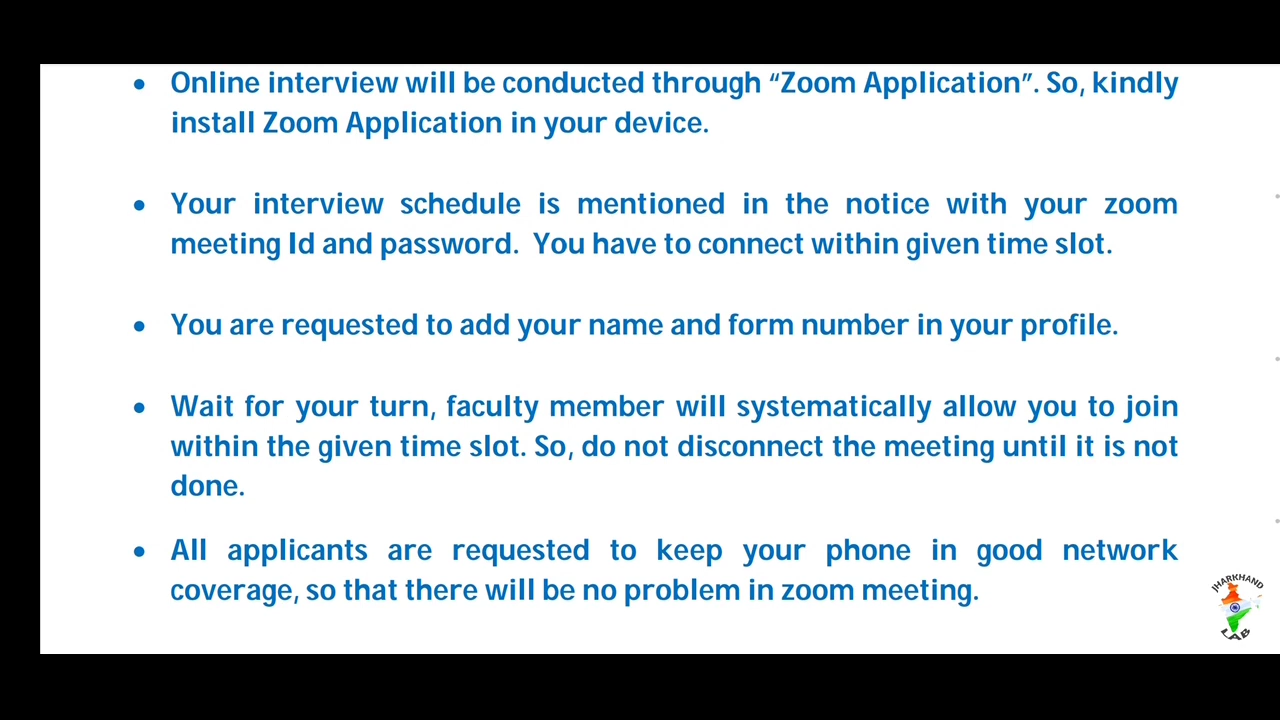 • Online interview will be conducted through “Zoom Application”. So, kindly
install Zoom Application in your device.
• Your interview schedule is mentioned in the notice with your zoom
meeting Id and password.  You have to connect within given time slot.
• You are requested to add your name and form number in your profile.
• Wait for your turn, faculty member will systematically allow you to join
within the given time slot. So, do not disconnect the meeting until it is not
done.
• All applicants are requested to keep your phone in good network
coverage, so that there will be no problem in zoom meeting.
JHARKHAND
LAB